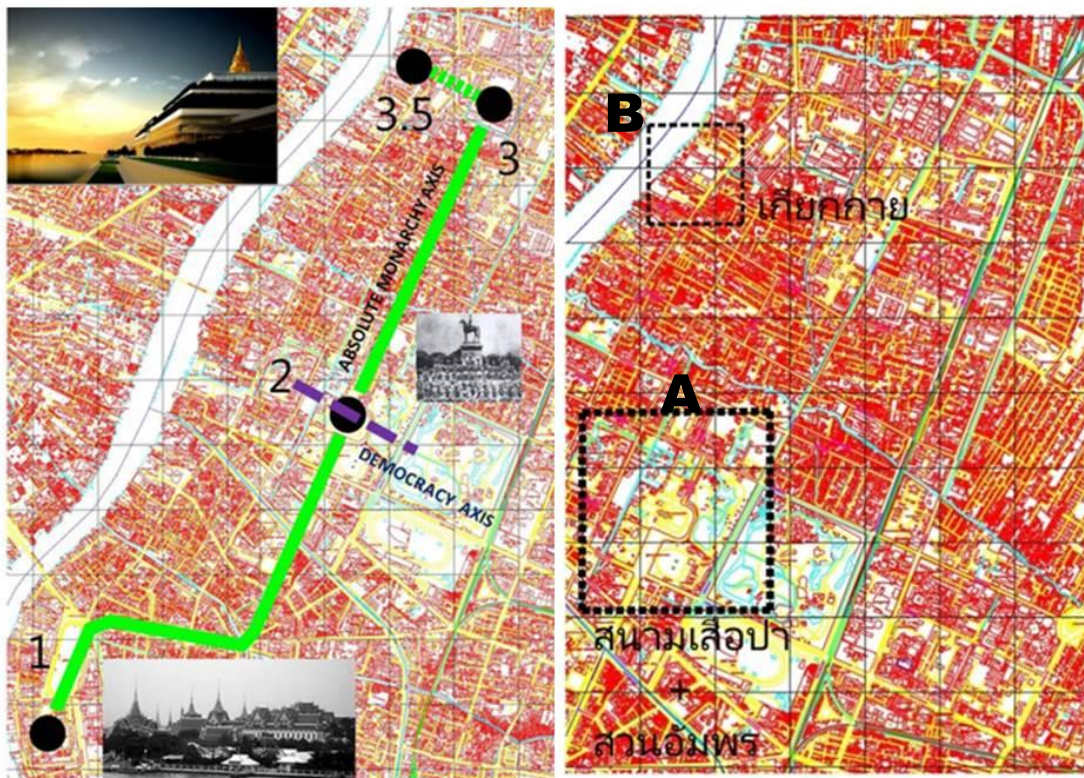 3.5
3
ABSOLUTE MONARCHY AXIS
2
DEMOCRACY AXIS
1
B
เกียกกาย
A
สนามเสือป่า
+
สวนอัมพร